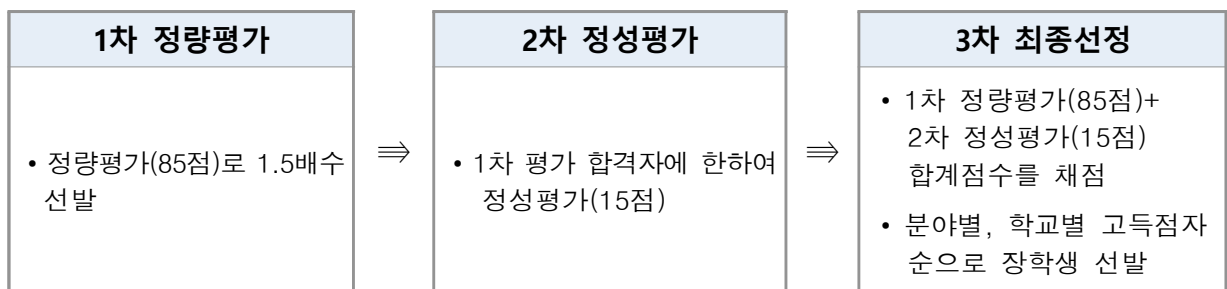 1차 정량평가
• 정량평가(85점)로 1.5배수
선발
⇒
2차 정성평가
• 1차 평가 합격자에 한하여
정성평가(15점)
⇒
3차 최종선정
• 1차 정량평가(85점)+
2차 정성평가(15점)
합계점수를 채점
• 분야별, 학교별 고득점자
순으로 장학생 선발